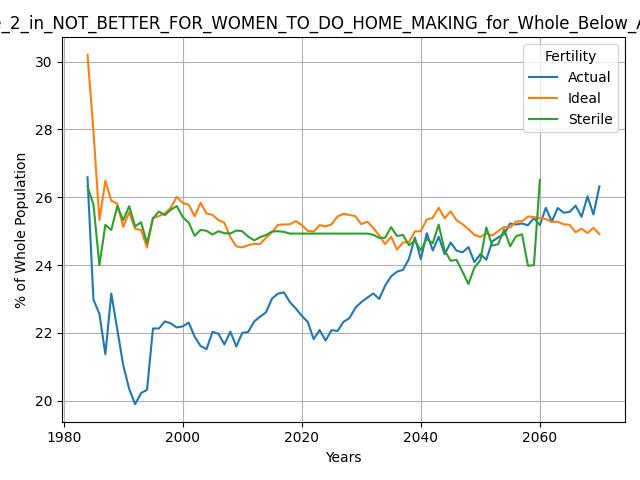 _2_in_NOT_BETTER_FOR_WOMEN_TO_DO_HOME_MAKING_for_Whole_Below_
Fertility
Actual
Ideal
Sterile
% of Whole Population
30
28
26
24
22
20
1980
2000
2020
2040
2060
Years